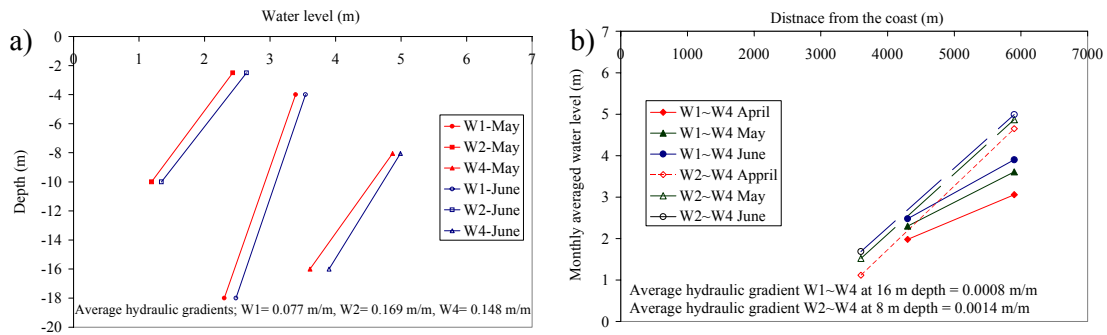 a)
Water level (m)
0 1 2 3 4 5 6 7
0
-2
-4
-6
-8
-10
-12
-14
-16
-18
-20
Depth (m)
W1-May
W2-May
W4-May
W1-June
W2-June
W4-June
Average hydraulic gradients; W1= 0.077 m/m, W2= 0.169 m/m, W4= 0.148 m/m
b)
Distnace from the coast (m)
0 1000 2000 3000 4000 5000 6000 7000
7
6
5
4
3
2
1
0
Monthly averaged water level (m)
W1~W4 April
W1~W4 May
W1~W4 June
W2~W4 Appril
W2~W4 May
W2~W4 June
Average hydraulic gradient W1~W4 at 16 m depth = 0.0008 m/m
Average hydraulic gradient W2~W4 at 8 m depth = 0.0014 m/m